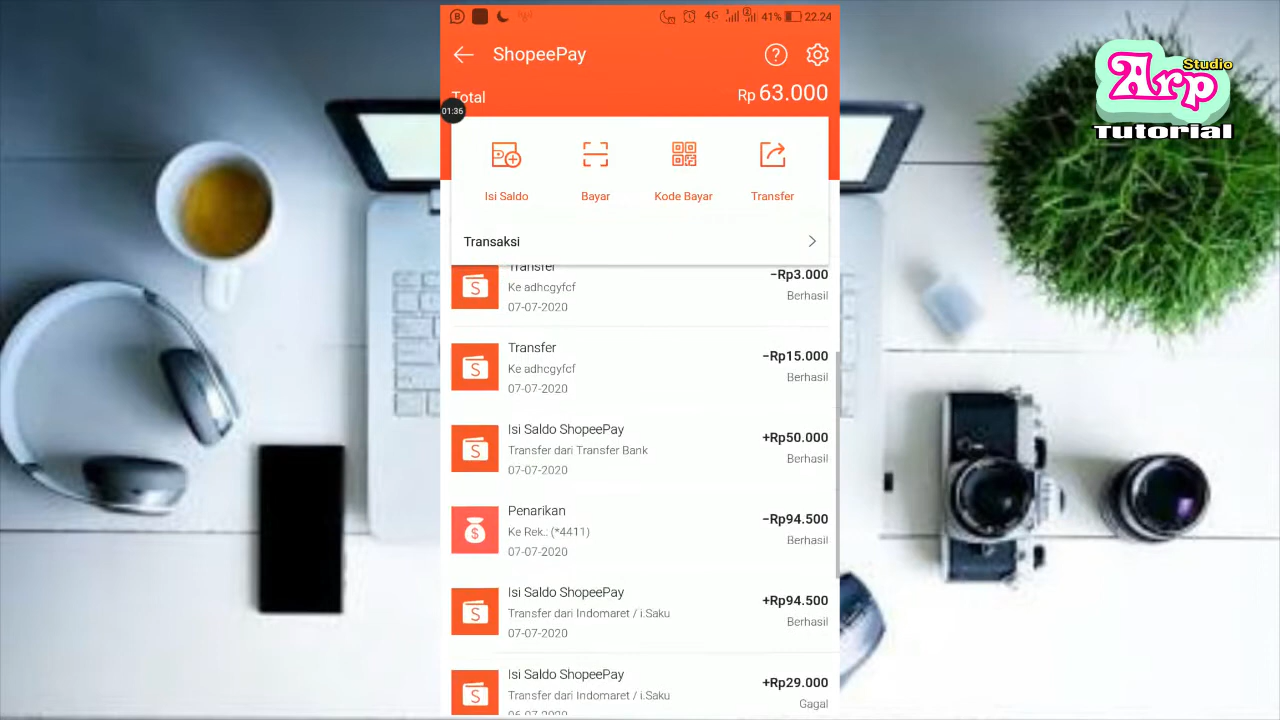 4G 41% 22.24
ShopeePay
Total
Rp 63.000
01:36
Isi Saldo
Bayar
Kode Bayar
Transfer
Transaksi
Transfer
−Rp3.000
Ke adhcgyfcf
Berhasil
07-07-2020
Transfer
−Rp15.000
Ke adhcgyfcf
Berhasil
07-07-2020
Isi Saldo ShopeePay
+Rp50.000
Transfer dari Transfer Bank
Berhasil
07-07-2020
Penarikan
−Rp94.500
Ke Rek.: (*4411)
Berhasil
07-07-2020
Isi Saldo ShopeePay
+Rp94.500
Transfer dari Indomaret / i.Saku
Berhasil
07-07-2020
Isi Saldo ShopeePay
+Rp29.000
Transfer dari Indomaret / i.Saku
Gagal
06-07-2020
Studio
Arp
Tutorial